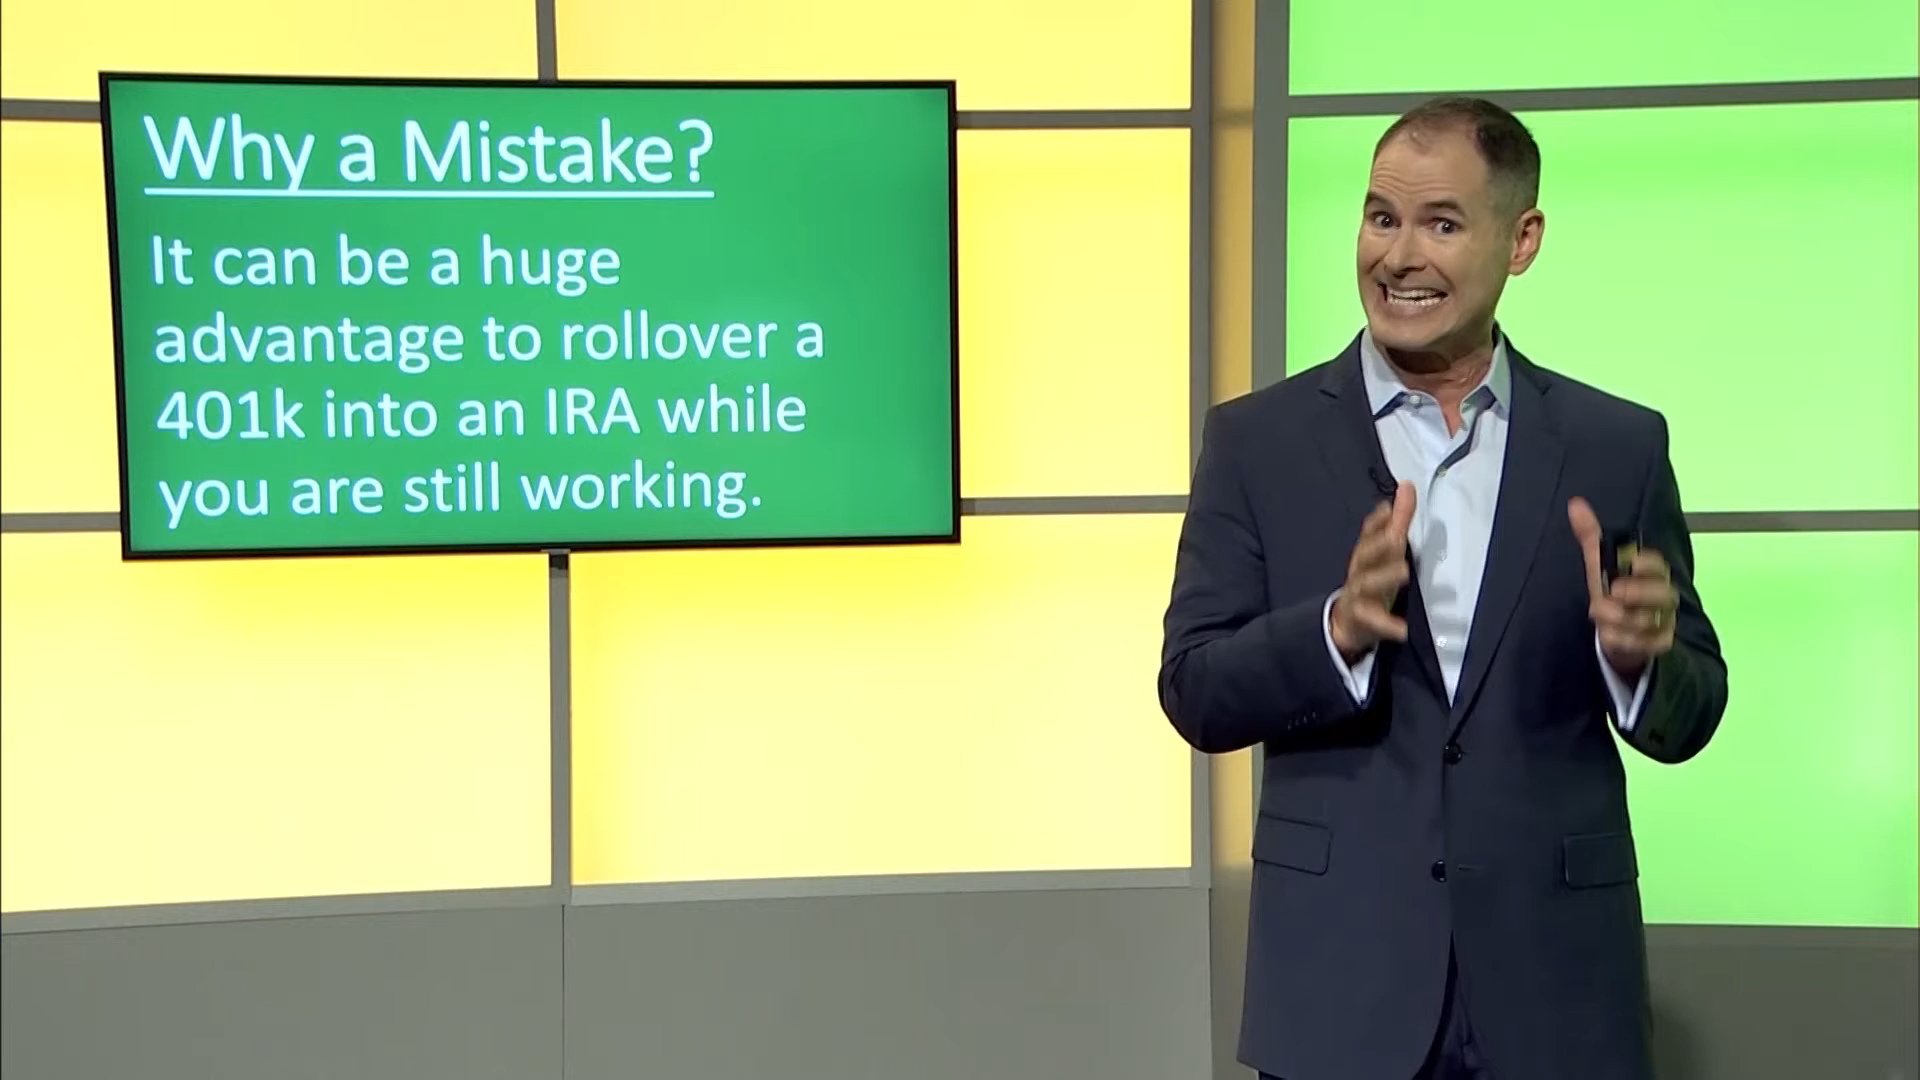 Why a Mistake?
It can be a huge
advantage to rollover a
401k into an IRA while
you are still working.